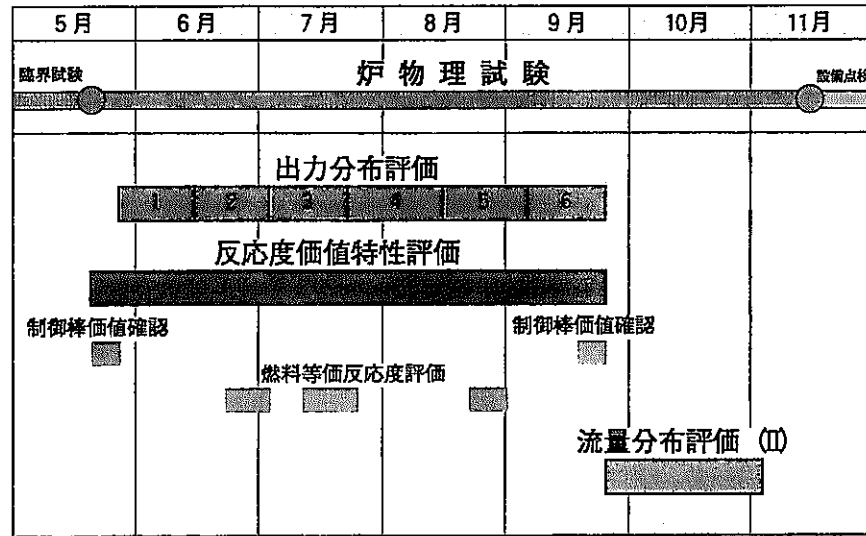 5月 6月 7月 8月 9月 10月 11月
臨界試験 炉物理試験 設備点検
出力分布評価
1 2 3 4 5 6
反応度価値特性評価
制御棒価値確認 制御棒価値確認
燃料等価反応度評価
流量分布評価 (Ⅱ)